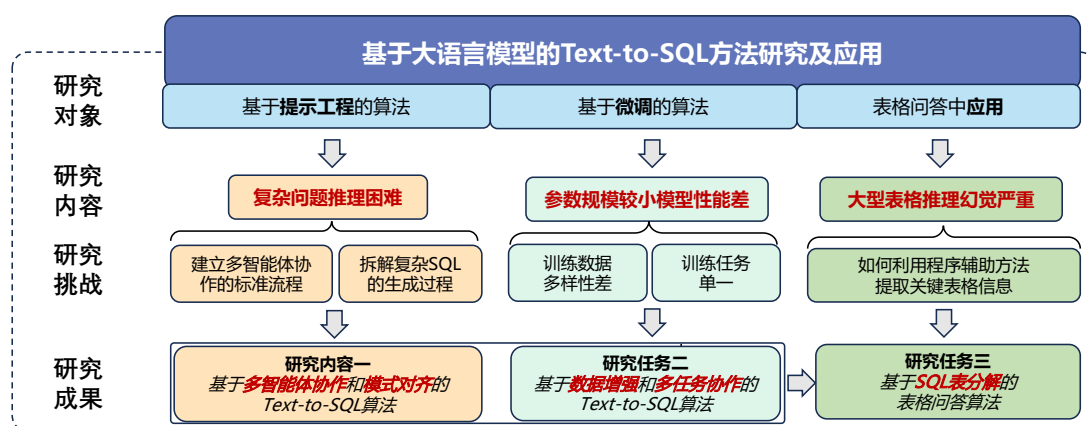 基于大语言模型的Text-to-SQL方法研究及应用
研究
对象
基于提示工程的算法
基于微调的算法
表格问答中应用
研究
内容
复杂问题推理困难
参数规模较小模型性能差
大型表格推理幻觉严重
研究
挑战
建立多智能体协
作的标准流程
拆解复杂SQL
的生成过程
训练数据
多样性差
训练任务
单一
如何利用程序辅助方法
提取关键表格信息
研究
成果
研究内容一
基于多智能体协作和模式对齐的
Text-to-SQL算法
研究任务二
基于数据增强和多任务协作的
Text-to-SQL算法
研究任务三
基于SQL表分解的
表格问答算法